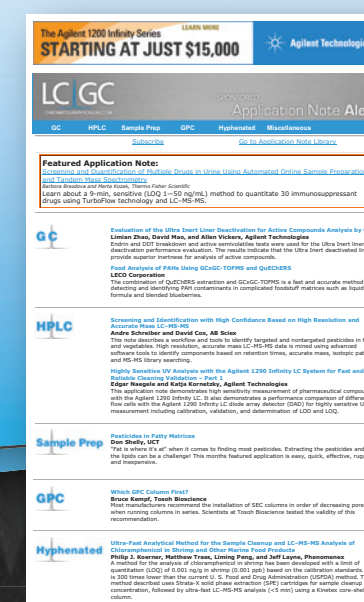 The Agilent 1200 Infinity Series
LEARN MORE
STARTING AT JUST $15,000
Agilent Technologi
LC GC
CHROMATOGRAPHYONLINE.COM
SPONSORED
Application Note Ale
GC HPLC Sample Prep GPC Hyphenated Miscellaneous
Subscribe Go to Application Note Library
Featured Application Note:
Screening and Quantification of Multiple Drugs in Urine Using Automated Online Sample Preparation
and Tandem Mass Spectrometry
Barbora Brazdova and Marta Kozak, Thermo Fisher Scientific
Learn about a 9-min, sensitive (LOQ 1—50 ng/mL) method to quantitate 30 immunosuppressant
drugs using TurboFlow technology and LC–MS-MS.
GC
Evaluation of the Ultra Inert Liner Deactivation for Active Compounds Analysis by
Limian Zhao, David Mao, and Allen Vickers, Agilent Technologies
Endrin and DDT breakdown and active semivolatiles tests were used for the Ultra Inert liner
deactivation performance evaluation. The results indicate that the Ultra Inert deactivated lin
provide superior inertness for analysis of active compounds.
Food Analysis of PAHs Using GCxGC-TOFMS and QuEChERS
LECO Corporation
The combination of QuEChERS extraction and GCxGC-TOFMS is a fast and accurate method
detecting and identifying PAH contaminants in complicated foodstuff matrices such as liquid
formula and blended blueberries.
HPLC
Screening and Identification with High Confidence Based on High Resolution and
Accurate Mass LC–MS-MS
Andre Schreiber and David Cox, AB Sciex
This note describes a workflow and tools to identify targeted and nontargeted pesticides in f
and vegetables. High resolution, accurate mass LC–MS-MS data is mined using advanced
software tools to identify components based on retention times, accurate mass, isotopic pat
and MS-MS library searching.
Highly Sensitive UV Analysis with the Agilent 1290 Infinity LC System for Fast and
Reliable Cleaning Validation – Part 1
Edgar Naegele and Katja Kornetzky, Agilent Technologies
This application note demonstrates high sensitivity measurement of pharmaceutical compou
with the Agilent 1290 Infinity LC. It also demonstrates a performance comparison of differe
flow cells with the Agilent 1290 Infinity LC diode array detector (DAD) for highly sensitive U
measurement including calibration, validation, and determination of LOD and LOQ.
Sample Prep
Pesticides in Fatty Matrices
Don Shelly, UCT
"Fat is where it's at" when it comes to finding most pesticides. Extracting the pesticides and
the lipids can be a challenge! This months featured application is easy, quick, effective, rug
and inexpensive.
GPC
Which GPC Column First?
Bruce Kempf, Tosoh Bioscience
Most manufacturers recommend the installation of SEC columns in order of decreasing pore
when running columns in series. Scientists at Tosoh Bioscience tested the validity of this
recommendation.
Hyphenated
Ultra-Fast Analytical Method for the Sample Cleanup and LC–MS-MS Analysis of
Chloramphenicol in Shrimp and Other Marine Food Products
Philip J. Koerner, Matthew Trass, Liming Peng, and Jeff Layne, Phenomenex
A method for the analysis of chloramphenicol in shrimp has been developed with a limit of
quantitation (LOQ) of 0.001 ng/g in shrimp (0.001 ppb) based on the calibration standards.
is 300 times lower than the current U. S. Food and Drug Administration (USFDA) method. T
method described uses Strata-X solid phase extraction (SPE) cartridges for sample cleanup
concentration, followed by ultra-fast LC–MS-MS analysis (<5 min) using a Kinetex core-shel
column.